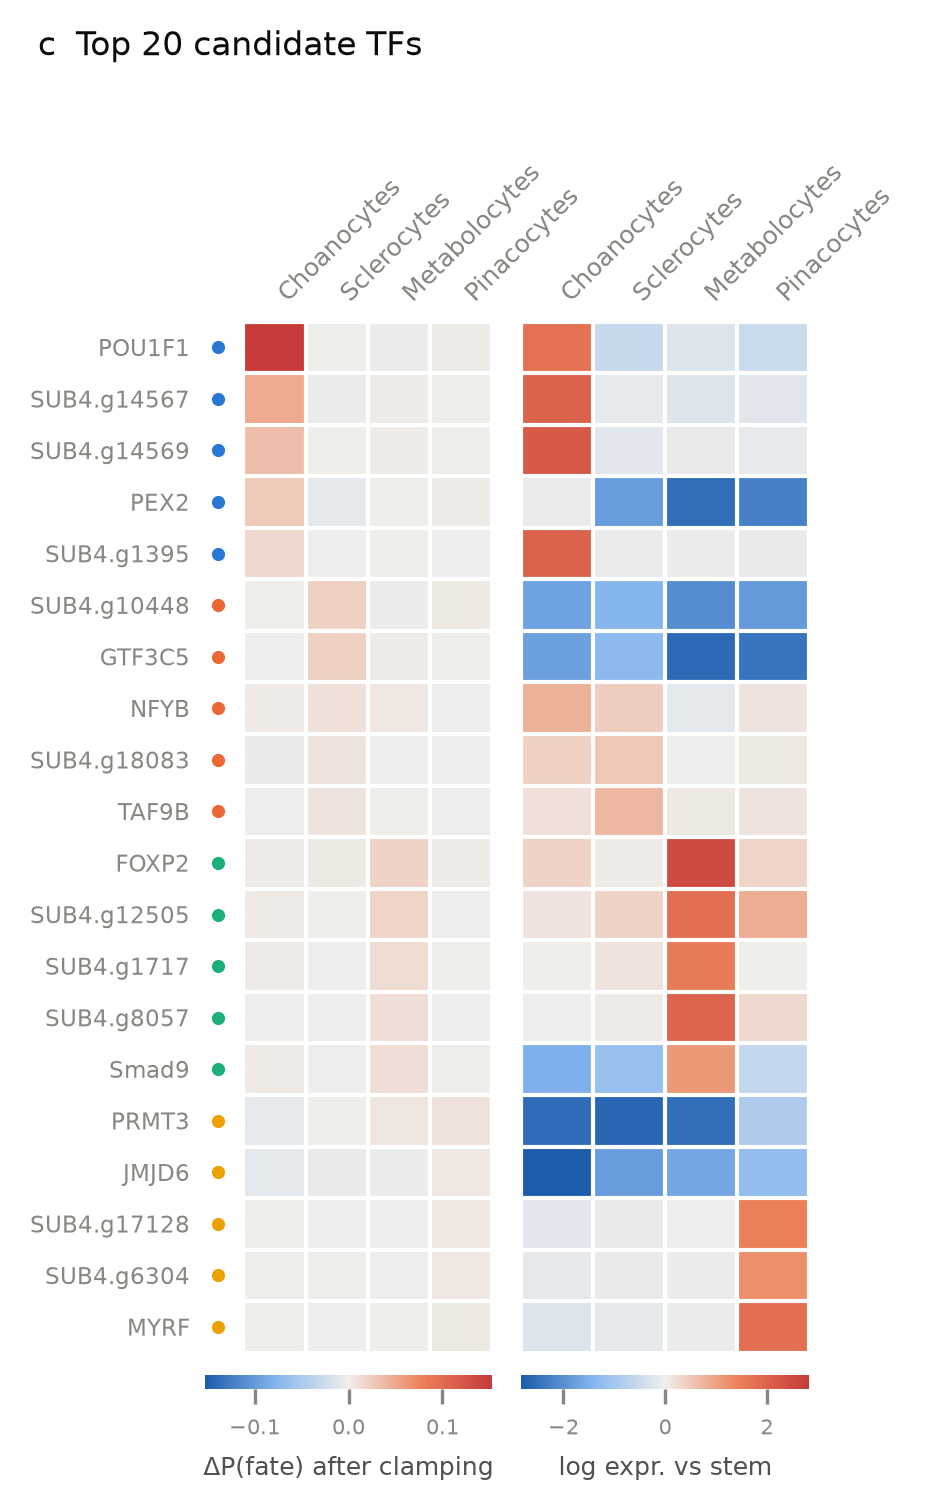 c Top 20 candidate TFs
Choanocytes
Sclerocytes
Metabolocytes
Pinacocytes
Choanocytes
Sclerocytes
Metabolocytes
Pinacocytes
POU1F1
SUB4.g14567
SUB4.g14569
PEX2
SUB4.g1395
SUB4.g10448
GTF3C5
NFYB
SUB4.g18083
TAF9B
FOXP2
SUB4.g12505
SUB4.g1717
SUB4.g8057
Smad9
PRMT3
JMJD6
SUB4.g17128
SUB4.g6304
MYRF
−0.1 0.0 0.1 −2 0 2
ΔP(fate) after clamping log expr. vs stem